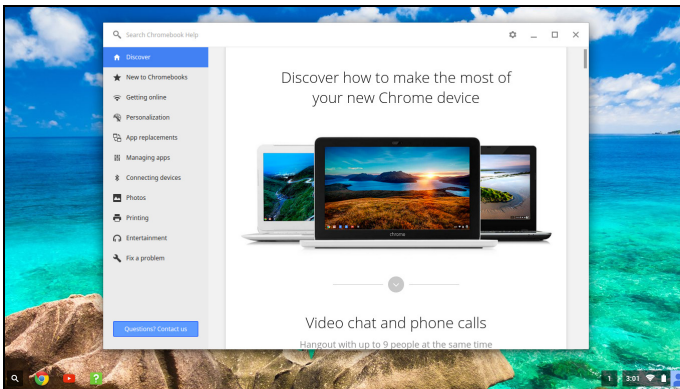 Search Chromebook Help
Discover
New to Chromebooks
Getting online
Personalization
App replacements
Managing apps
Connecting devices
Photos
Printing
Entertainment
Fix a problem
Questions? Contact us
Discover how to make the most of
your new Chrome device
chrome
Video chat and phone calls
Hangout with up to 9 people at the same time
1
3:01